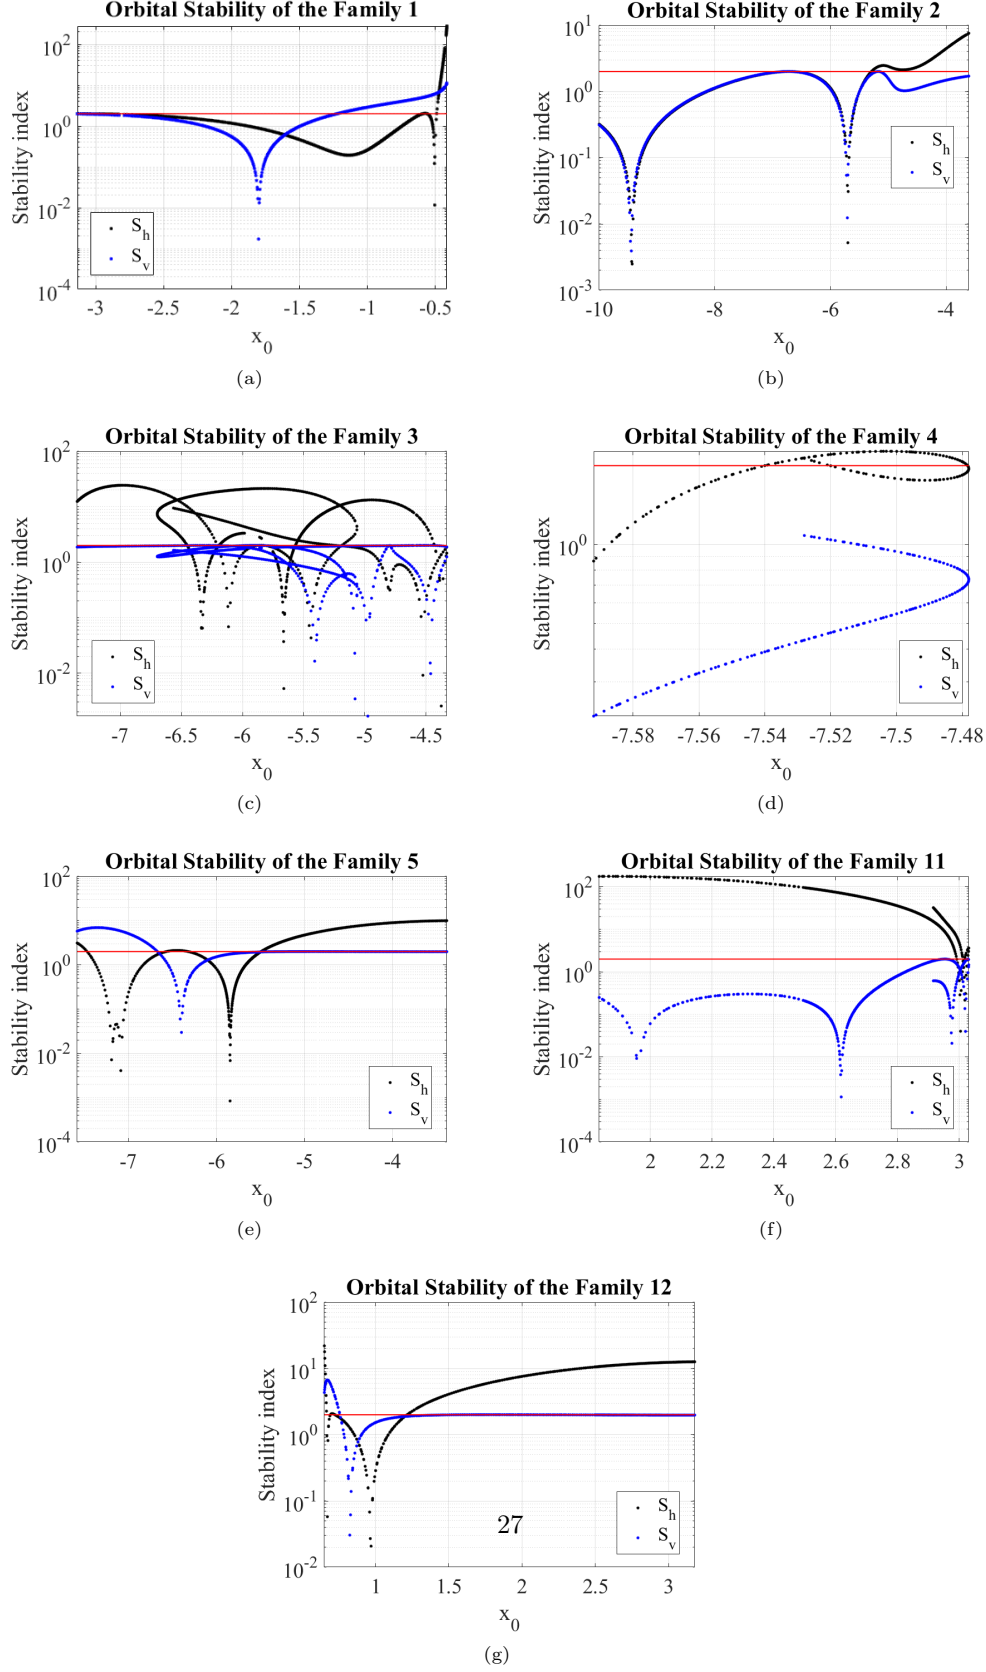 Orbital Stability of the Family 1
Stability index
10^2
10^0
10^-2
10^-4
S_h
S_v
-3 -2.5 -2 -1.5 -1 -0.5
x_0
(a)
Orbital Stability of the Family 2
Stability index
10^1
10^0
10^-1
10^-2
10^-3
S_h
S_v
-10 -8 -6 -4
x_0
(b)
Orbital Stability of the Family 3
Stability index
10^2
10^0
10^-2
S_h
S_v
-7 -6.5 -6 -5.5 -5 -4.5
x_0
(c)
Orbital Stability of the Family 4
Stability index
10^0
S_h
S_v
-7.58 -7.56 -7.54 -7.52 -7.5 -7.48
x_0
(d)
Orbital Stability of the Family 5
Stability index
10^2
10^0
10^-2
10^-4
S_h
S_v
-7 -6 -5 -4
x_0
(e)
Orbital Stability of the Family 11
Stability index
10^2
10^0
10^-2
10^-4
S_h
S_v
2 2.2 2.4 2.6 2.8 3
x_0
(f)
Orbital Stability of the Family 12
Stability index
10^2
10^1
10^0
10^-1
10^-2
S_h
S_v
27
1 1.5 2 2.5 3
x_0
(g)